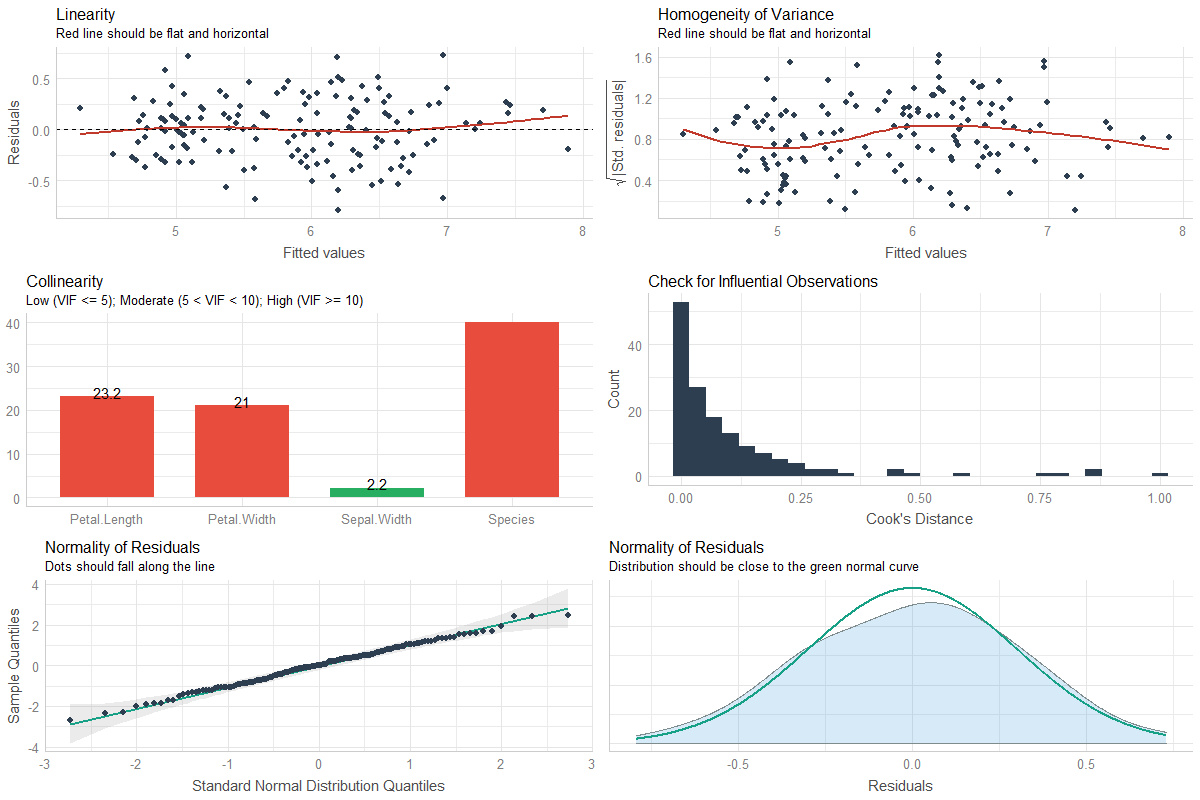 Linearity
Red line should be flat and horizontal
Residuals
0.5
0.0
-0.5
5
6
7
8
Fitted values
Homogeneity of Variance
Red line should be flat and horizontal
√|Std. residuals|
1.6
1.2
0.8
0.4
5
6
7
8
Fitted values
Collinearity
Low (VIF <= 5); Moderate (5 < VIF < 10); High (VIF >= 10)
40
30
20
10
0
23.2
21
2.2
Petal.Length
Petal.Width
Sepal.Width
Species
Check for Influential Observations
Count
40
20
0
0.00
0.25
0.50
0.75
1.00
Cook's Distance
Normality of Residuals
Dots should fall along the line
Sample Quantiles
4
2
0
-2
-4
-3
-2
-1
0
1
2
3
Standard Normal Distribution Quantiles
Normality of Residuals
Distribution should be close to the green normal curve
-0.5
0.0
0.5
Residuals